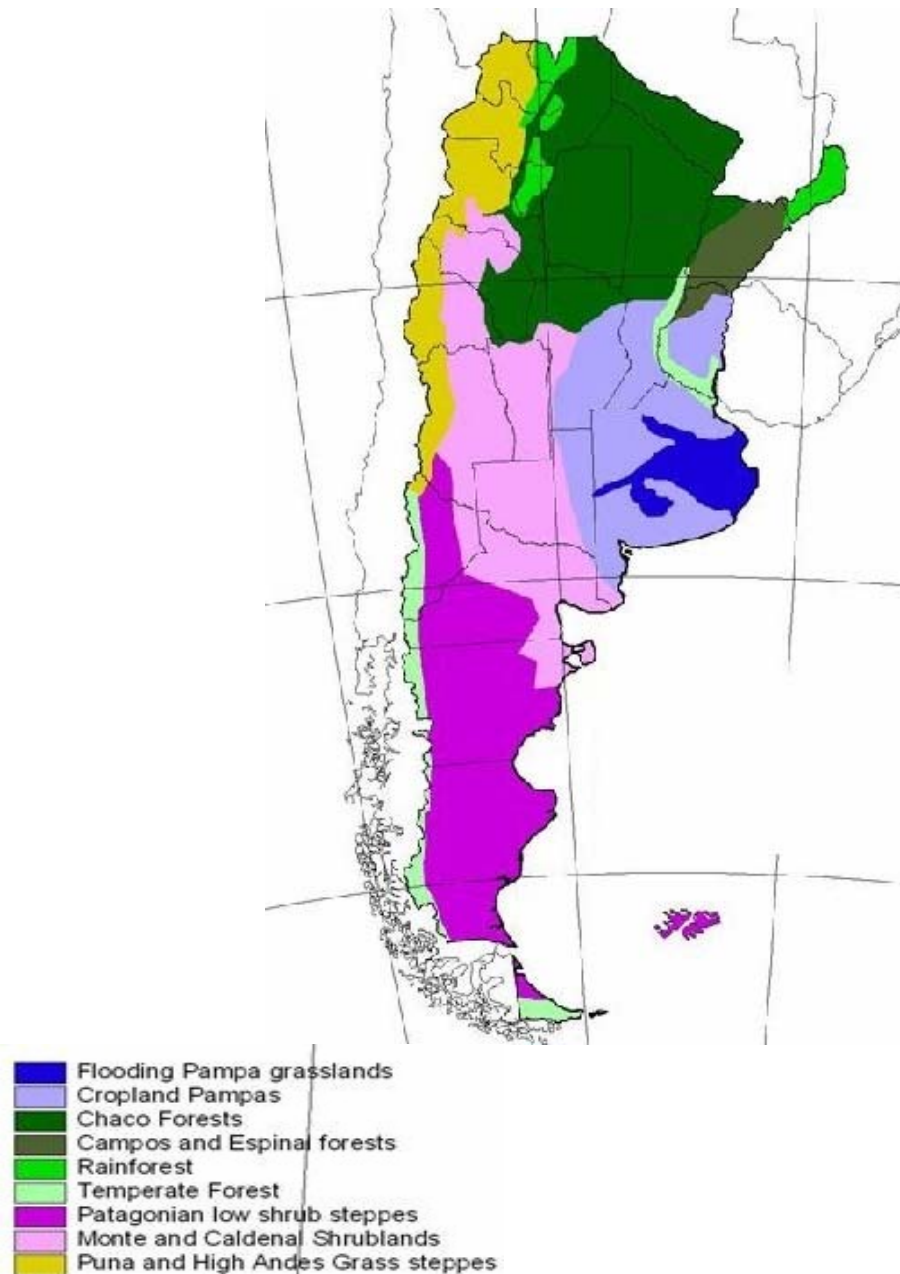 Flooding Pampa grasslands
Cropland Pampas
Chaco Forests
Campos and Espinal forests
Rainforest
Temperate Forest
Patagonian low shrub steppes
Monte and Caldenal Shrublands
Puna and High Andes Grass steppes